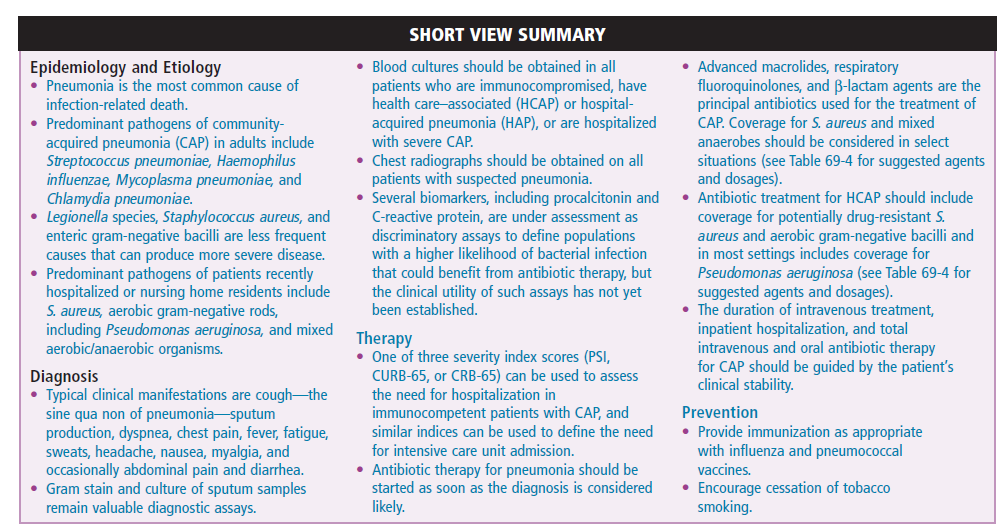 SHORT VIEW SUMMARY
Epidemiology and Etiology
• Pneumonia is the most common cause of
infection-related death.
• Predominant pathogens of community-
acquired pneumonia (CAP) in adults include
Streptococcus pneumoniae, Haemophilus
influenzae, Mycoplasma pneumoniae, and
Chlamydia pneumoniae.
• Legionella species, Staphylococcus aureus, and
enteric gram-negative bacilli are less frequent
causes that can produce more severe disease.
• Predominant pathogens of patients recently
hospitalized or nursing home residents include
S. aureus, aerobic gram-negative rods,
including Pseudomonas aeruginosa, and mixed
aerobic/anaerobic organisms.
Diagnosis
• Typical clinical manifestations are cough—the
sine qua non of pneumonia—sputum
production, dyspnea, chest pain, fever, fatigue,
sweats, headache, nausea, myalgia, and
occasionally abdominal pain and diarrhea.
• Gram stain and culture of sputum samples
remain valuable diagnostic assays.
• Blood cultures should be obtained in all
patients who are immunocompromised, have
health care–associated (HCAP) or hospital-
acquired pneumonia (HAP), or are hospitalized
with severe CAP.
• Chest radiographs should be obtained on all
patients with suspected pneumonia.
• Several biomarkers, including procalcitonin and
C-reactive protein, are under assessment as
discriminatory assays to define populations
with a higher likelihood of bacterial infection
that could benefit from antibiotic therapy, but
the clinical utility of such assays has not yet
been established.
Therapy
• One of three severity index scores (PSI,
CURB-65, or CRB-65) can be used to assess
the need for hospitalization in
immunocompetent patients with CAP, and
similar indices can be used to define the need
for intensive care unit admission.
• Antibiotic therapy for pneumonia should be
started as soon as the diagnosis is considered
likely.
• Advanced macrolides, respiratory
fluoroquinolones, and β-lactam agents are the
principal antibiotics used for the treatment of
CAP. Coverage for S. aureus and mixed
anaerobes should be considered in select
situations (see Table 69-4 for suggested agents
and dosages).
• Antibiotic treatment for HCAP should include
coverage for potentially drug-resistant S.
aureus and aerobic gram-negative bacilli and
in most settings includes coverage for
Pseudomonas aeruginosa (see Table 69-4 for
suggested agents and dosages).
• The duration of intravenous treatment,
inpatient hospitalization, and total
intravenous and oral antibiotic therapy
for CAP should be guided by the patient's
clinical stability.
Prevention
• Provide immunization as appropriate
with influenza and pneumococcal
vaccines.
• Encourage cessation of tobacco
smoking.